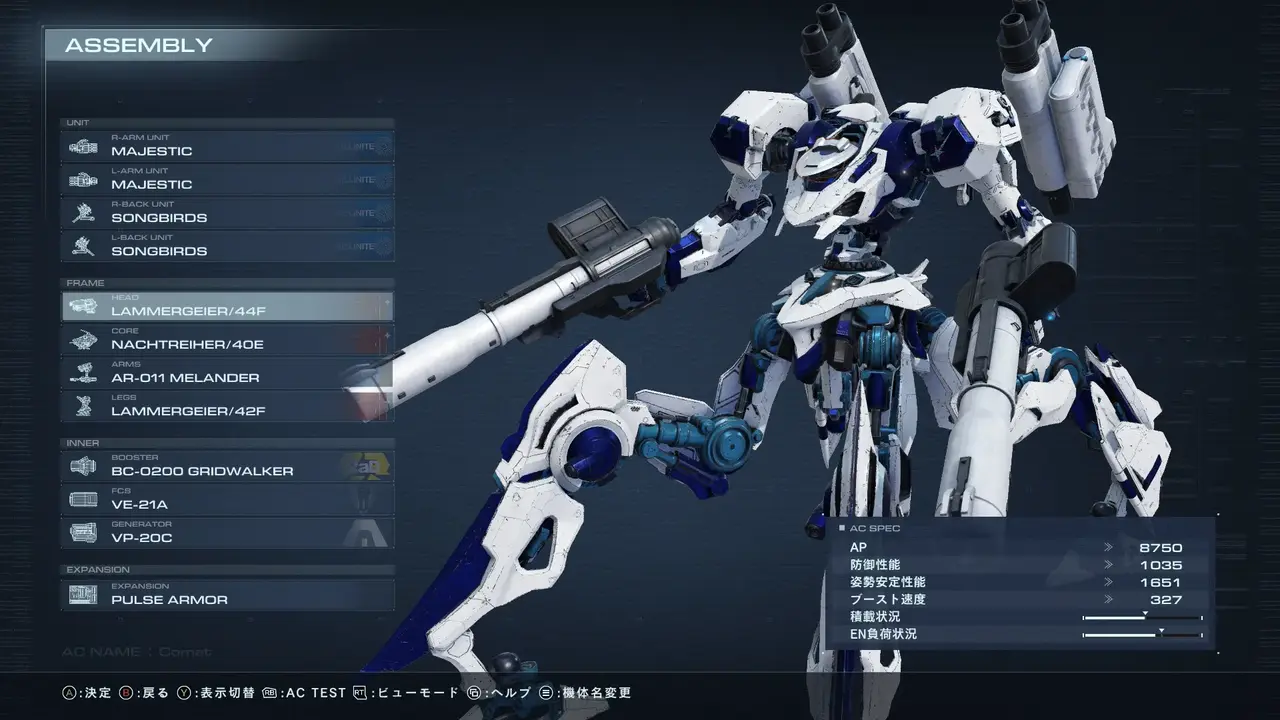 ASSEMBLY
UNIT
R-ARM UNIT
MAJESTIC
L-ARM UNIT
MAJESTIC
R-BACK UNIT
SONGBIRDS
L-BACK UNIT
SONGBIRDS
FRAME
HEAD
LAMMERGEIER/44F
CORE
NACHTREIHER/40E
ARMS
AR-011 MELANDER
LEGS
LAMMERGEIER/42F
INNER
BOOSTER
BC-0200 GRIDWALKER
FCS
VE-21A
GENERATOR
VP-20C
EXPANSION
EXPANSION
PULSE ARMOR
AC NAME : Comet
AC SPEC
AP 8750
防御性能 1035
姿勢安定性能 1651
ブースト速度 327
積載状況
EN負荷状況
Ⓐ:決定 Ⓑ:戻る Ⓨ:表示切替 RB:AC TEST RT:ビューモード :ヘルプ :機体名変更